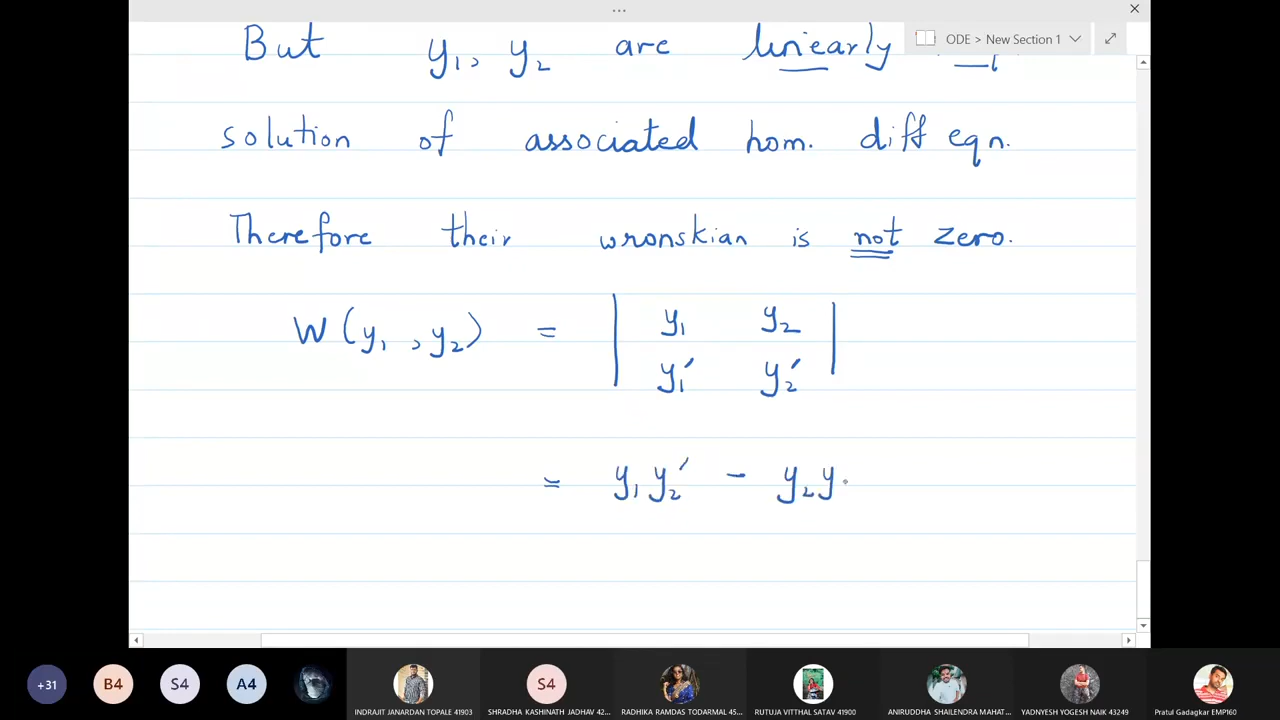 ...
ODE > New Section 1
But y₁, y₂ are linearly
solution of associated hom. diff eqn.
Therefore their wronskian is not zero.
W(y₁, y₂) = | y₁ y₂ |
| y₁′ y₂′ |
= y₁y₂′ - y₂y
+31 B4 S4 A4 S4
INDRAJIT JANARDAN TOPALE 41903 SHRADHA KASHINATH JADHAV 42... RADHIKA RAMDAS TODARMAL 45... RUTUJA VITTHAL SATAV 41900 ANIRUDDHA SHAILENDRA MAHAT... YADNYESH YOGESH NAIK 43249 Pratul Gadagkar EMP160